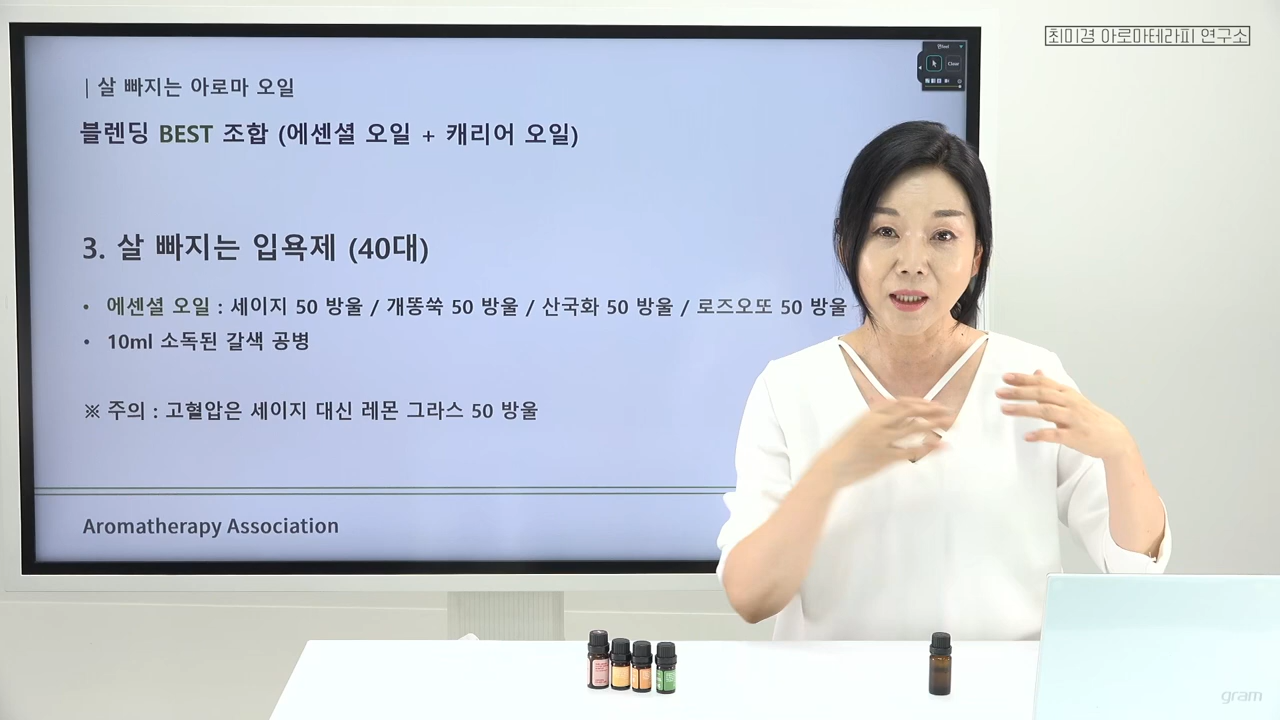 최미경 아로마테라피 연구소
| 살 빠지는 아로마 오일
블렌딩 BEST 조합 (에센셜 오일 + 캐리어 오일)
3. 살 빠지는 입욕제 (40대)
• 에센셜 오일 : 세이지 50 방울 / 개똥쑥 50 방울 / 산국화 50 방울 / 로즈오또 50 방울
• 10ml 소독된 갈색 공병
※ 주의 : 고혈압은 세이지 대신 레몬 그라스 50 방울
Aromatherapy Association
Close
gram